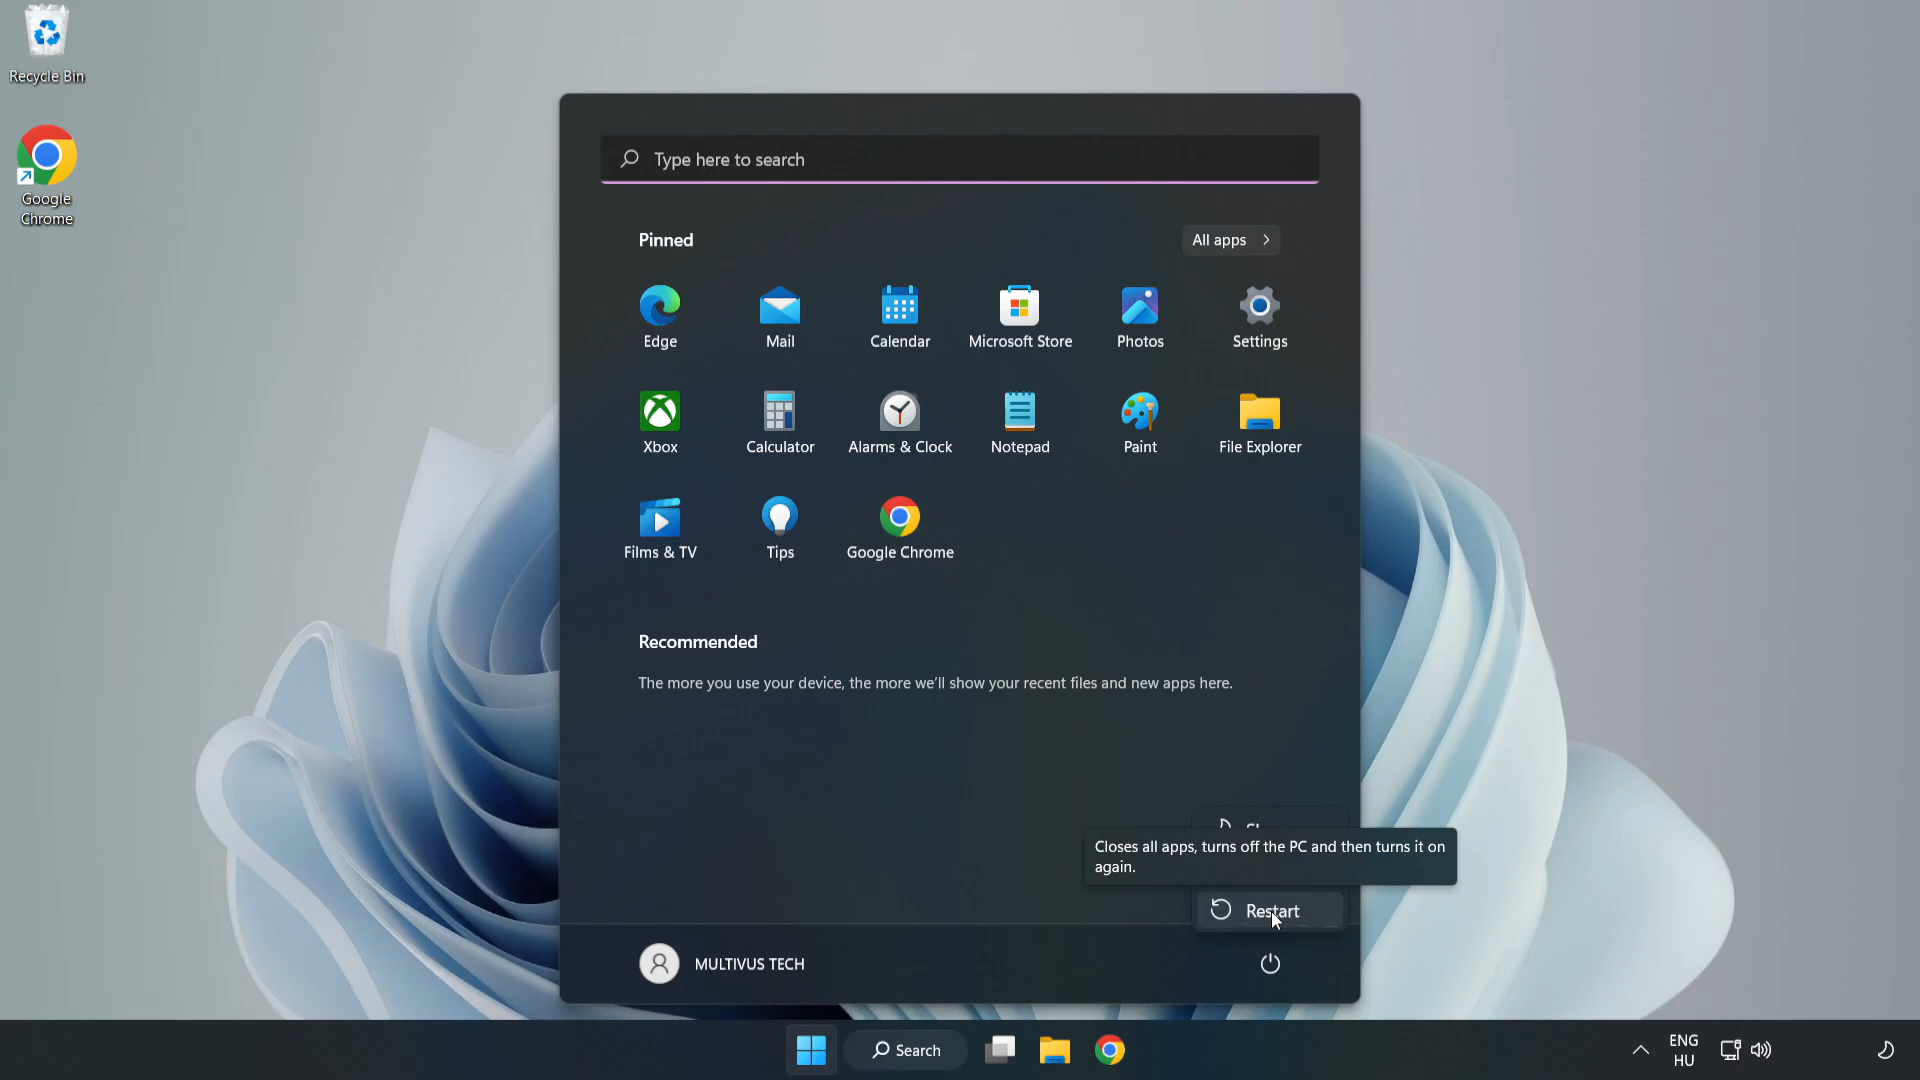 Recycle Bin
Google
Chrome
Type here to search
Pinned
All apps
Edge
Mail
Calendar
Microsoft Store
Photos
Settings
Xbox
Calculator
Alarms & Clock
Notepad
Paint
File Explorer
Films & TV
Tips
Google Chrome
Recommended
The more you use your device, the more we'll show your recent files and new apps here.
Closes all apps, turns off the PC and then turns it on
again.
Restart
MULTIVUS TECH
Search
ENG
HU